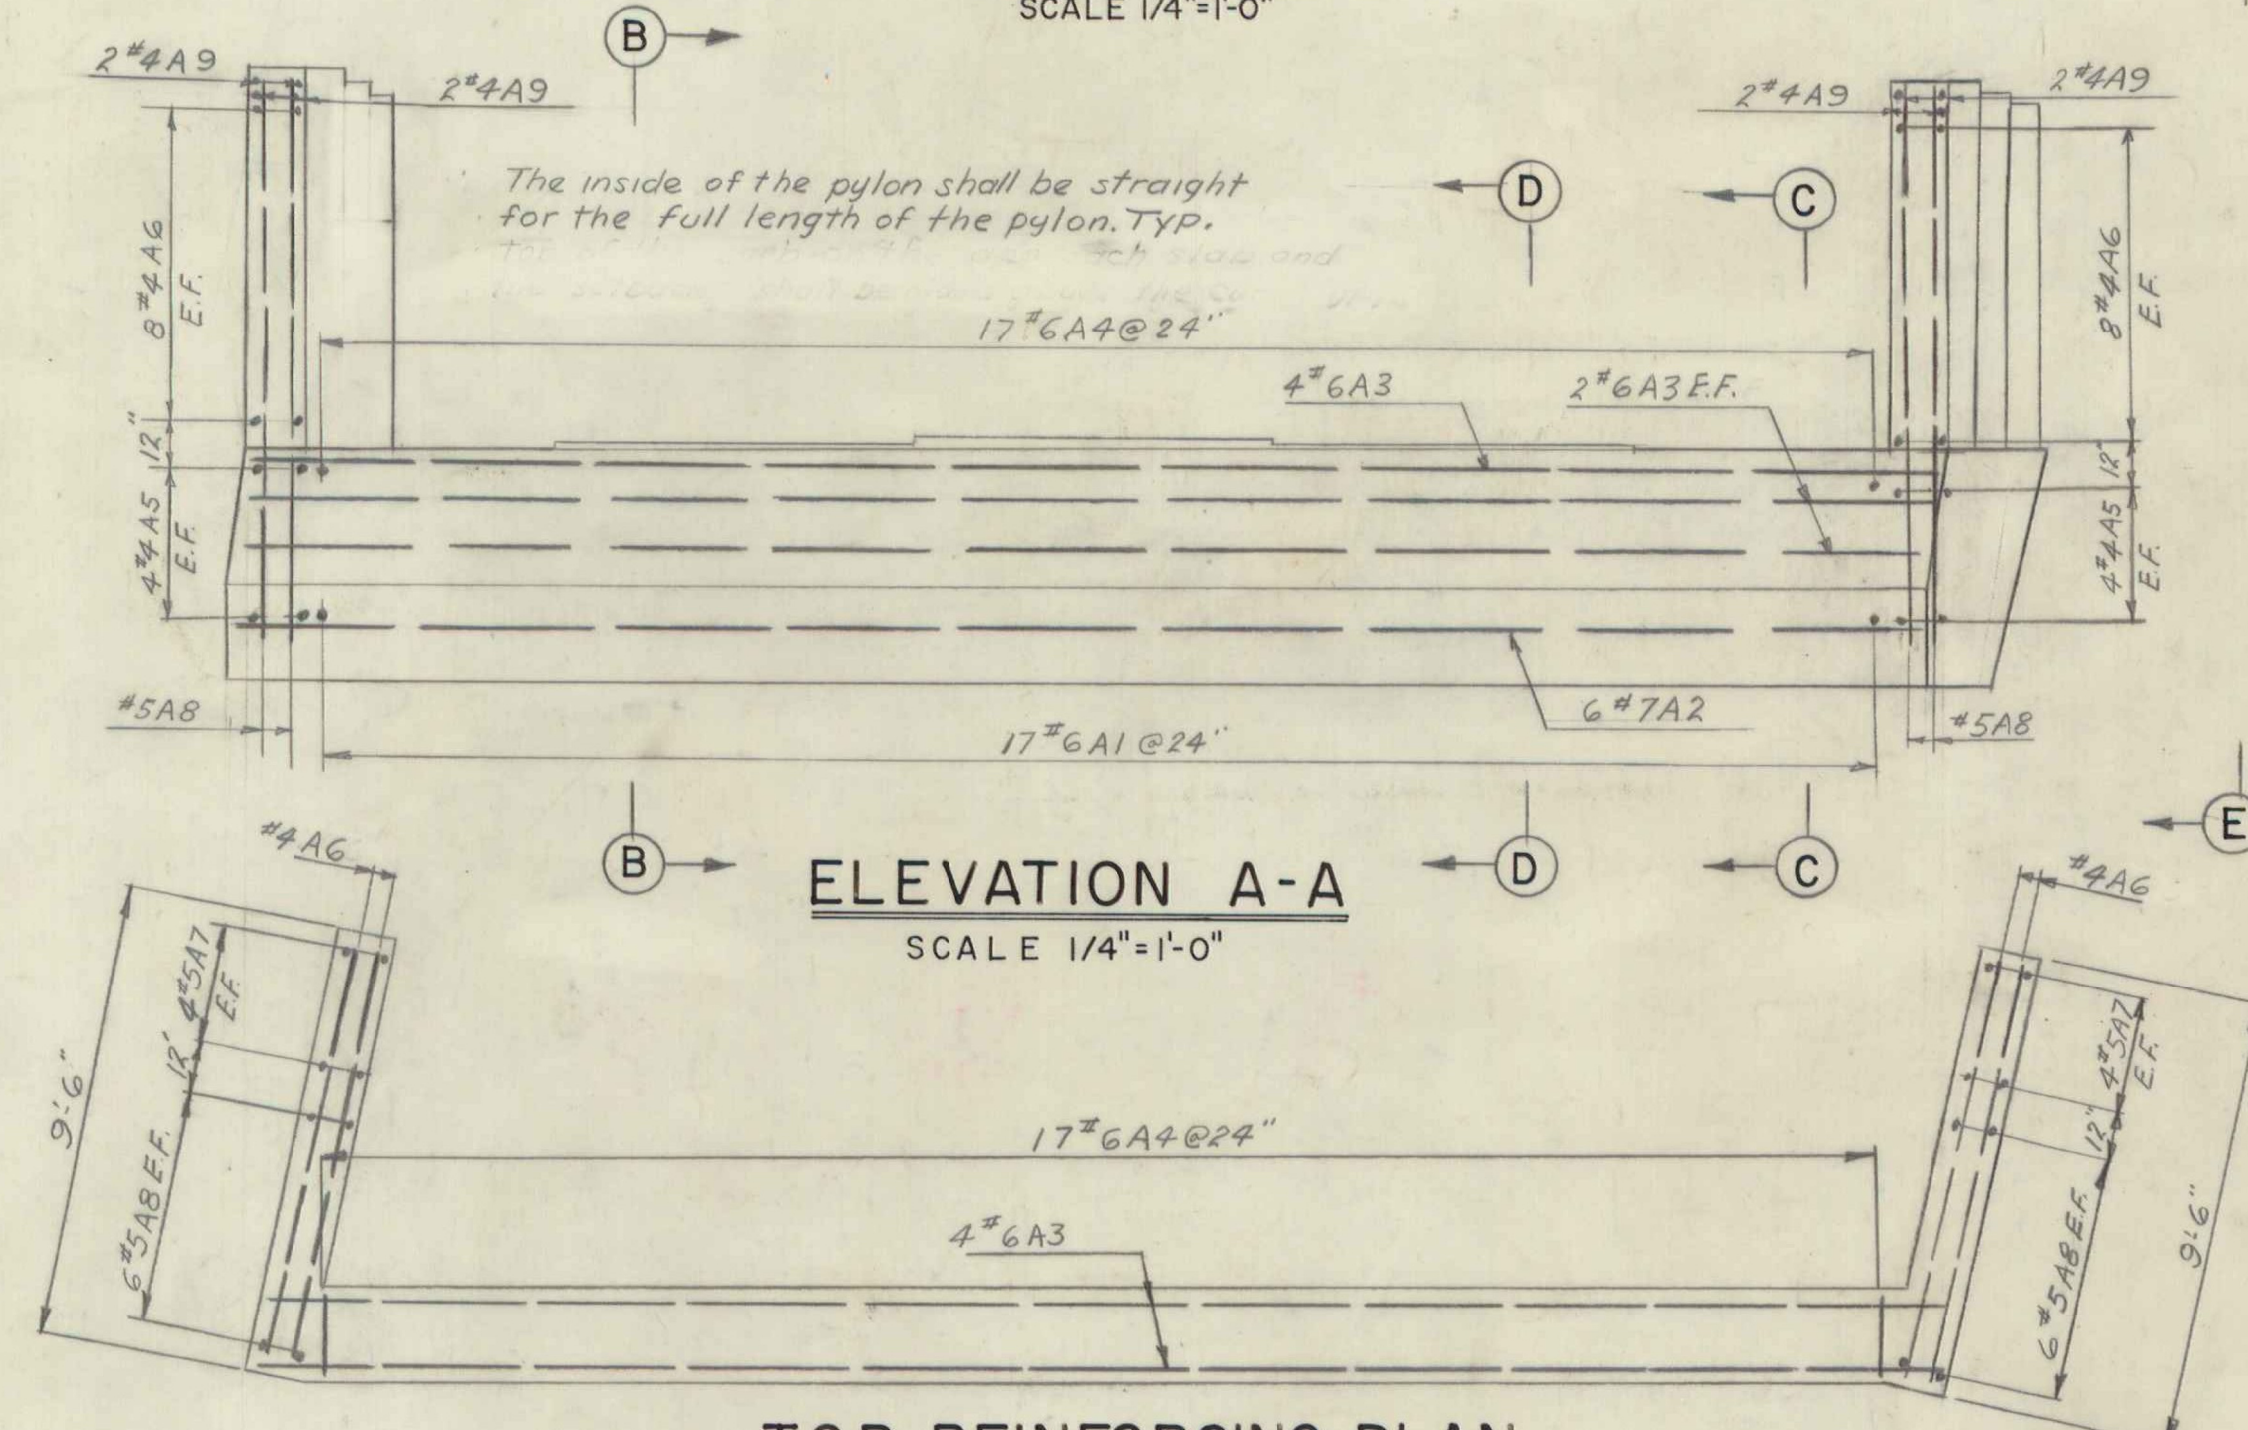 SCALE 1/4"=1'-0"
B
2#4A9
2#4A9
2#4A9
2#4A9
The inside of the pylon shall be straight
for the full length of the pylon. Typ.
D
C
8#4A6
E.F.
8#4A6
E.F.
17#6A4@24"
4#6A3
2#6A3 E.F.
12"
12"
4#4A5
E.F.
4#4A5
E.F.
#5A8
6#7A2
#5A8
17#6A1@24"
B
ELEVATION A-A
D
C
E
SCALE 1/4"=1'-0"
#4A6
#4A6
4#5A7
E.F.
4#5A7
E.F.
12'
12"
9'-6"
9'-6"
6#5A8 E.F.
6#5A8 E.F.
17#6A4@24"
4#6A3
TOP REINFORCING PLAN